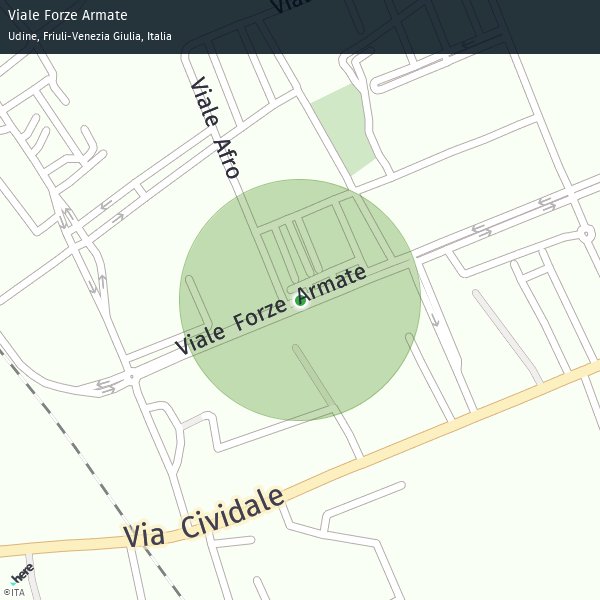 Viale Forze Armate
Udine, Friuli-Venezia Giulia, Italia
Viale Afro
Viale Forze Armate
Via Cividale
here
©ITA